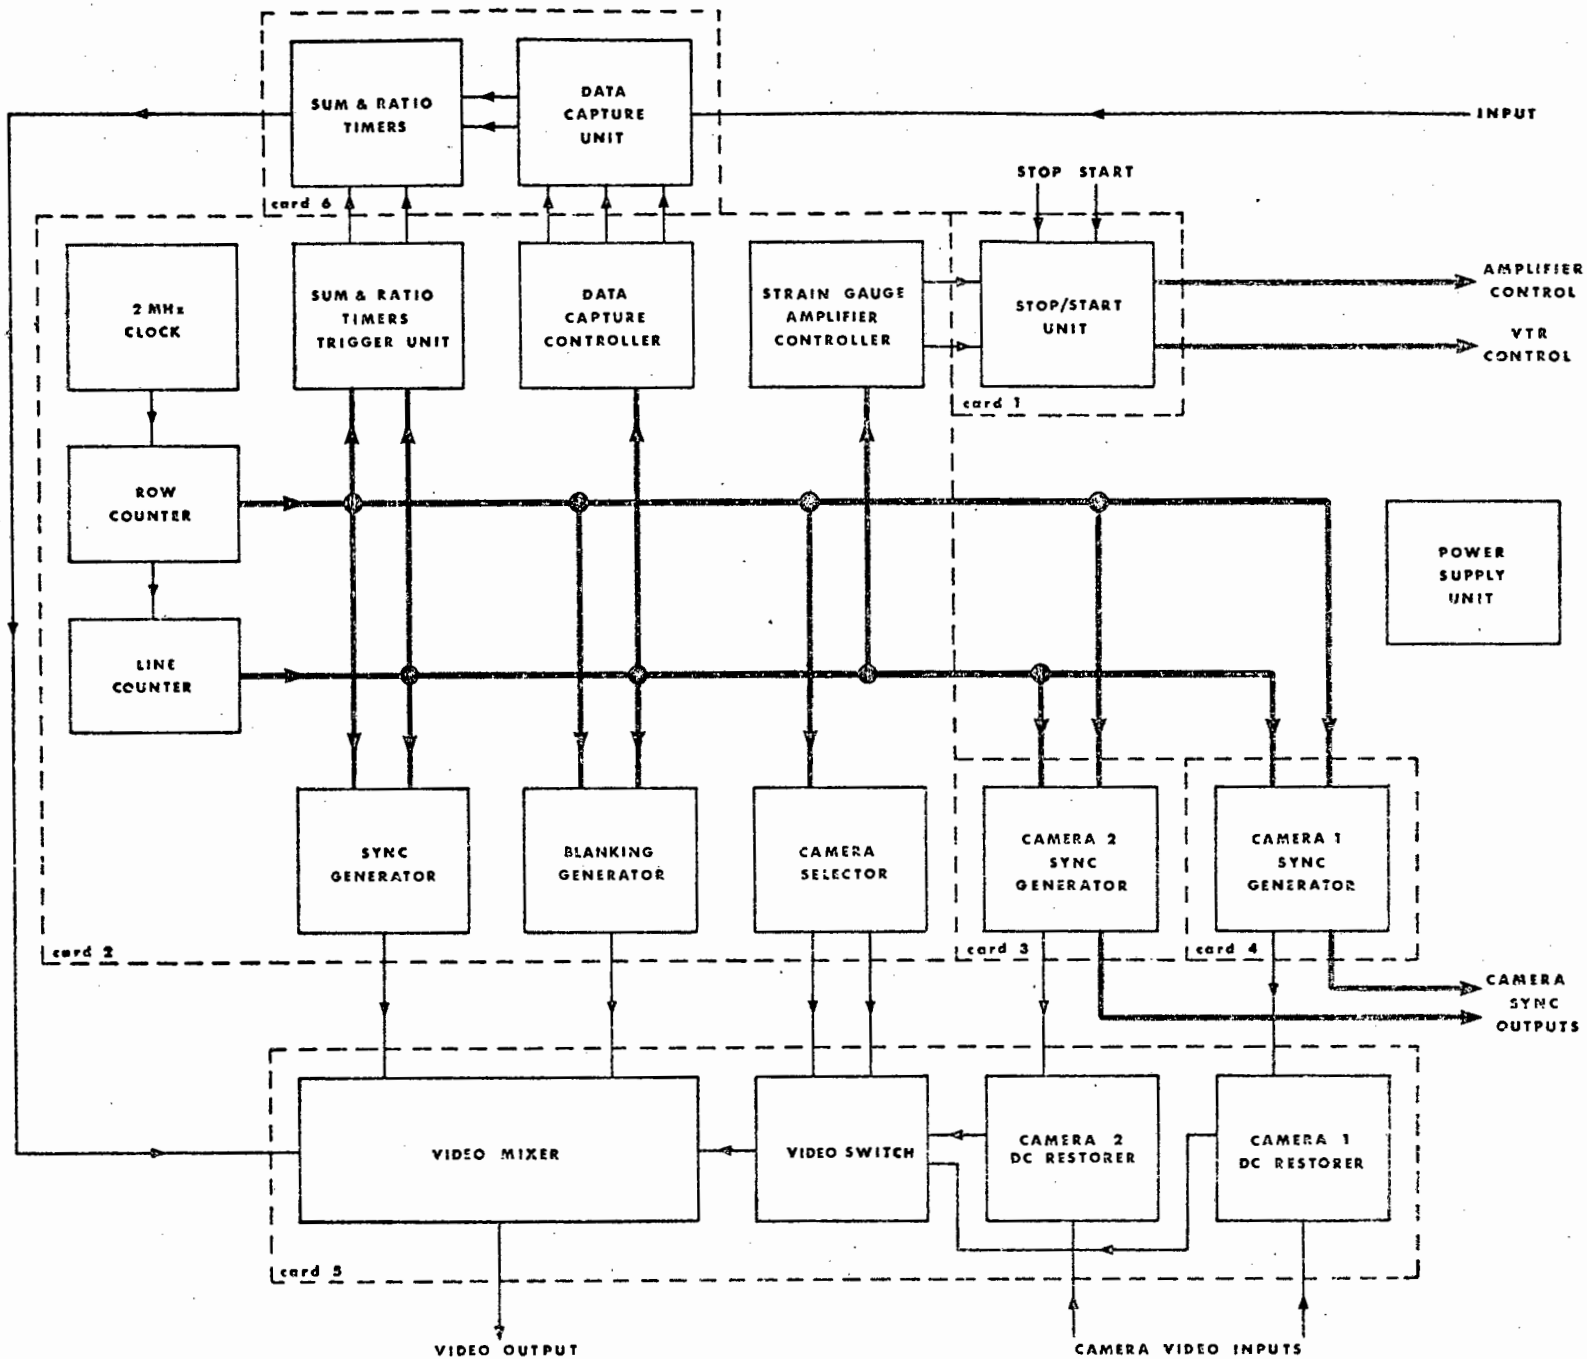 SUM & RATIO
TIMERS
DATA
CAPTURE
UNIT
INPUT
card 6
STOP START
2 MHz
CLOCK
SUM & RATIO
TIMERS
TRIGGER UNIT
DATA
CAPTURE
CONTROLLER
STRAIN GAUGE
AMPLIFIER
CONTROLLER
STOP/START
UNIT
card 1
AMPLIFIER
CONTROL
VTR
CONTROL
ROW
COUNTER
POWER
SUPPLY
UNIT
LINE
COUNTER
SYNC
GENERATOR
BLANKING
GENERATOR
CAMERA
SELECTOR
CAMERA 2
SYNC
GENERATOR
CAMERA 1
SYNC
GENERATOR
card 2
card 3
card 4
CAMERA
SYNC
OUTPUTS
VIDEO MIXER
VIDEO SWITCH
CAMERA 2
DC RESTORER
CAMERA 1
DC RESTORER
card 5
VIDEO OUTPUT
CAMERA VIDEO INPUTS